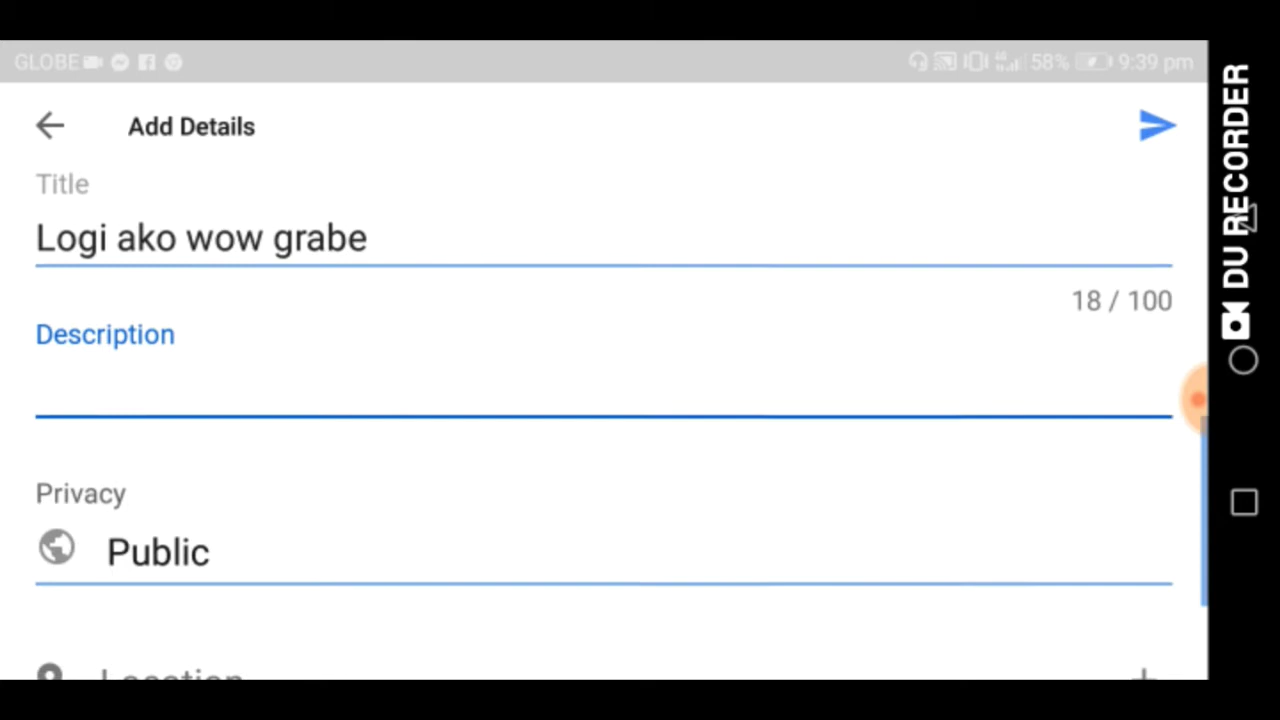 GLOBE 58% 9:39 pm
Add Details
Title
Logi ako wow grabe
18 / 100
Description
Privacy
Public
Location
DU RECORDER